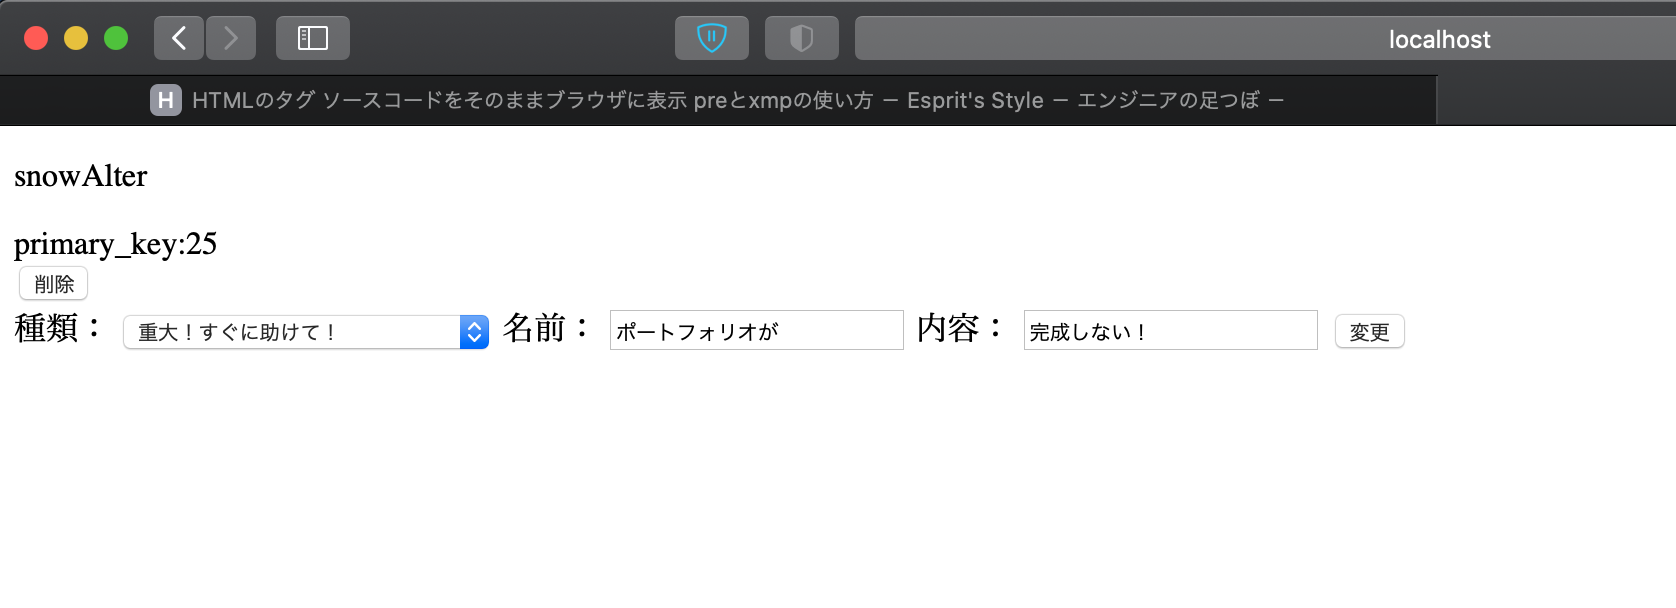 localhost
H HTMLのタグ ソースコードをそのままブラウザに表示 preとxmpの使い方 － Esprit's Style － エンジニアの足つぼ －
snowAlter
primary_key:25
削除
種類： 重大！すぐに助けて！ 名前： ポートフォリオが 内容： 完成しない！ 変更